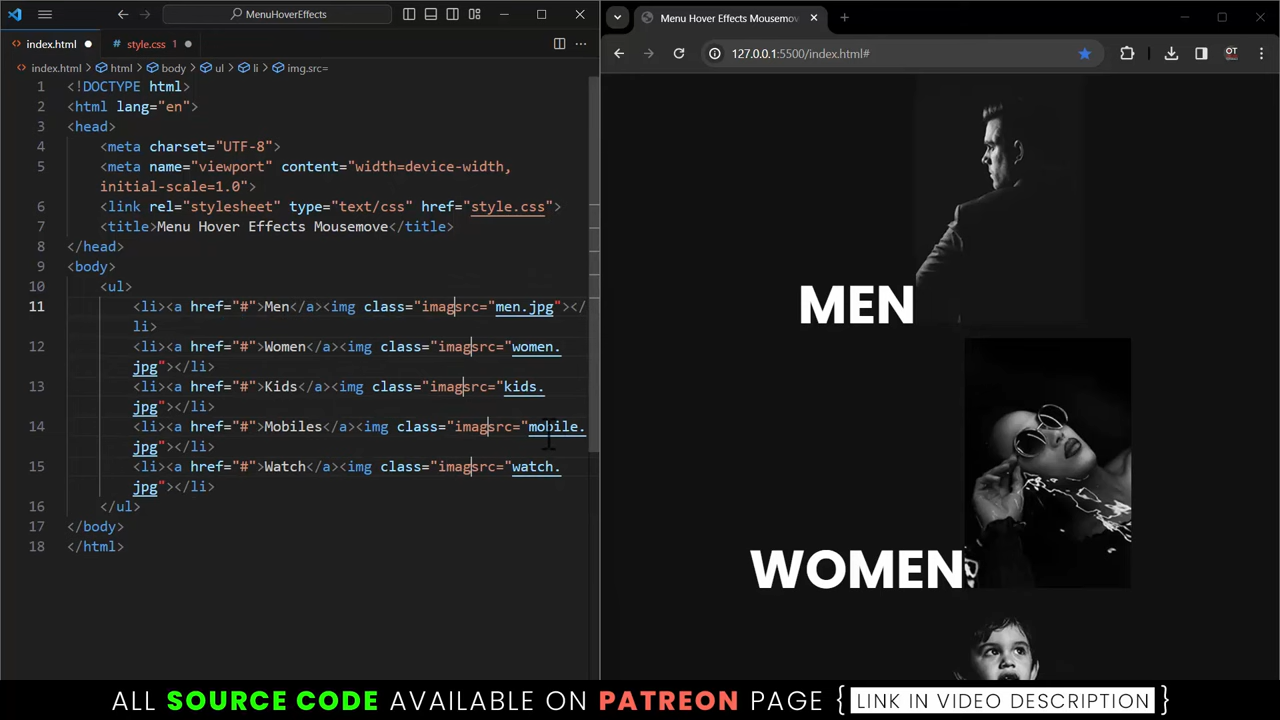 MenuHoverEffects
index.html
style.css 1
index.html > html > body > ul > li > img.src=
1 <!DOCTYPE html>
2 <html lang="en">
3 <head>
4 <meta charset="UTF-8">
5 <meta name="viewport" content="width=device-width,
initial-scale=1.0">
6 <link rel="stylesheet" type="text/css" href="style.css">
7 <title>Menu Hover Effects Mousemove</title>
8 </head>
9 <body>
10 <ul>
11 <li><a href="#">Men</a><img class="imagsrc="men.jpg"></
li>
12 <li><a href="#">Women</a><img class="imagsrc="women.
jpg"></li>
13 <li><a href="#">Kids</a><img class="imagsrc="kids.
jpg"></li>
14 <li><a href="#">Mobiles</a><img class="imagsrc="mobile.
jpg"></li>
15 <li><a href="#">Watch</a><img class="imagsrc="watch.
jpg"></li>
16 </ul>
17 </body>
18 </html>
Menu Hover Effects Mousemov
127.0.0.1:5500/index.html#
OT
MEN
WOMEN
ALL SOURCE CODE AVAILABLE ON PATREON PAGE { LINK IN VIDEO DESCRIPTION }